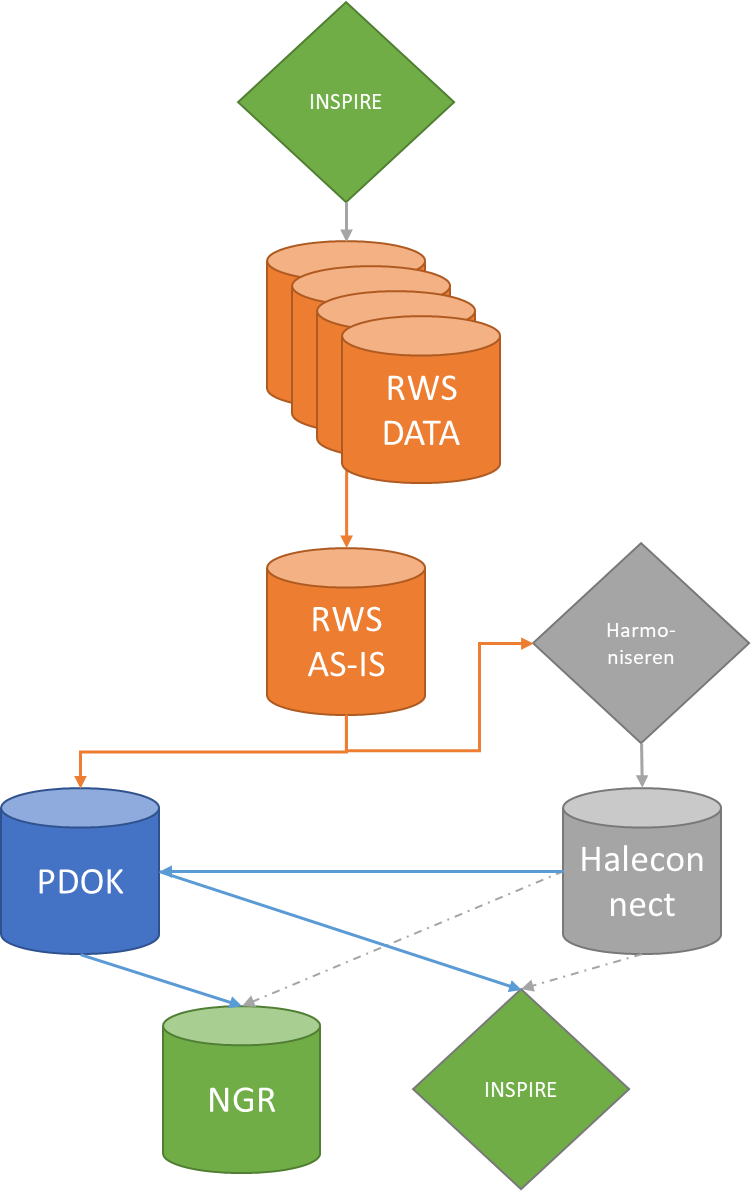 INSPIRE
RWS
DATA
RWS
AS-IS
Harmo-
niseren
PDOK
Halecon
nect
NGR
INSPIRE